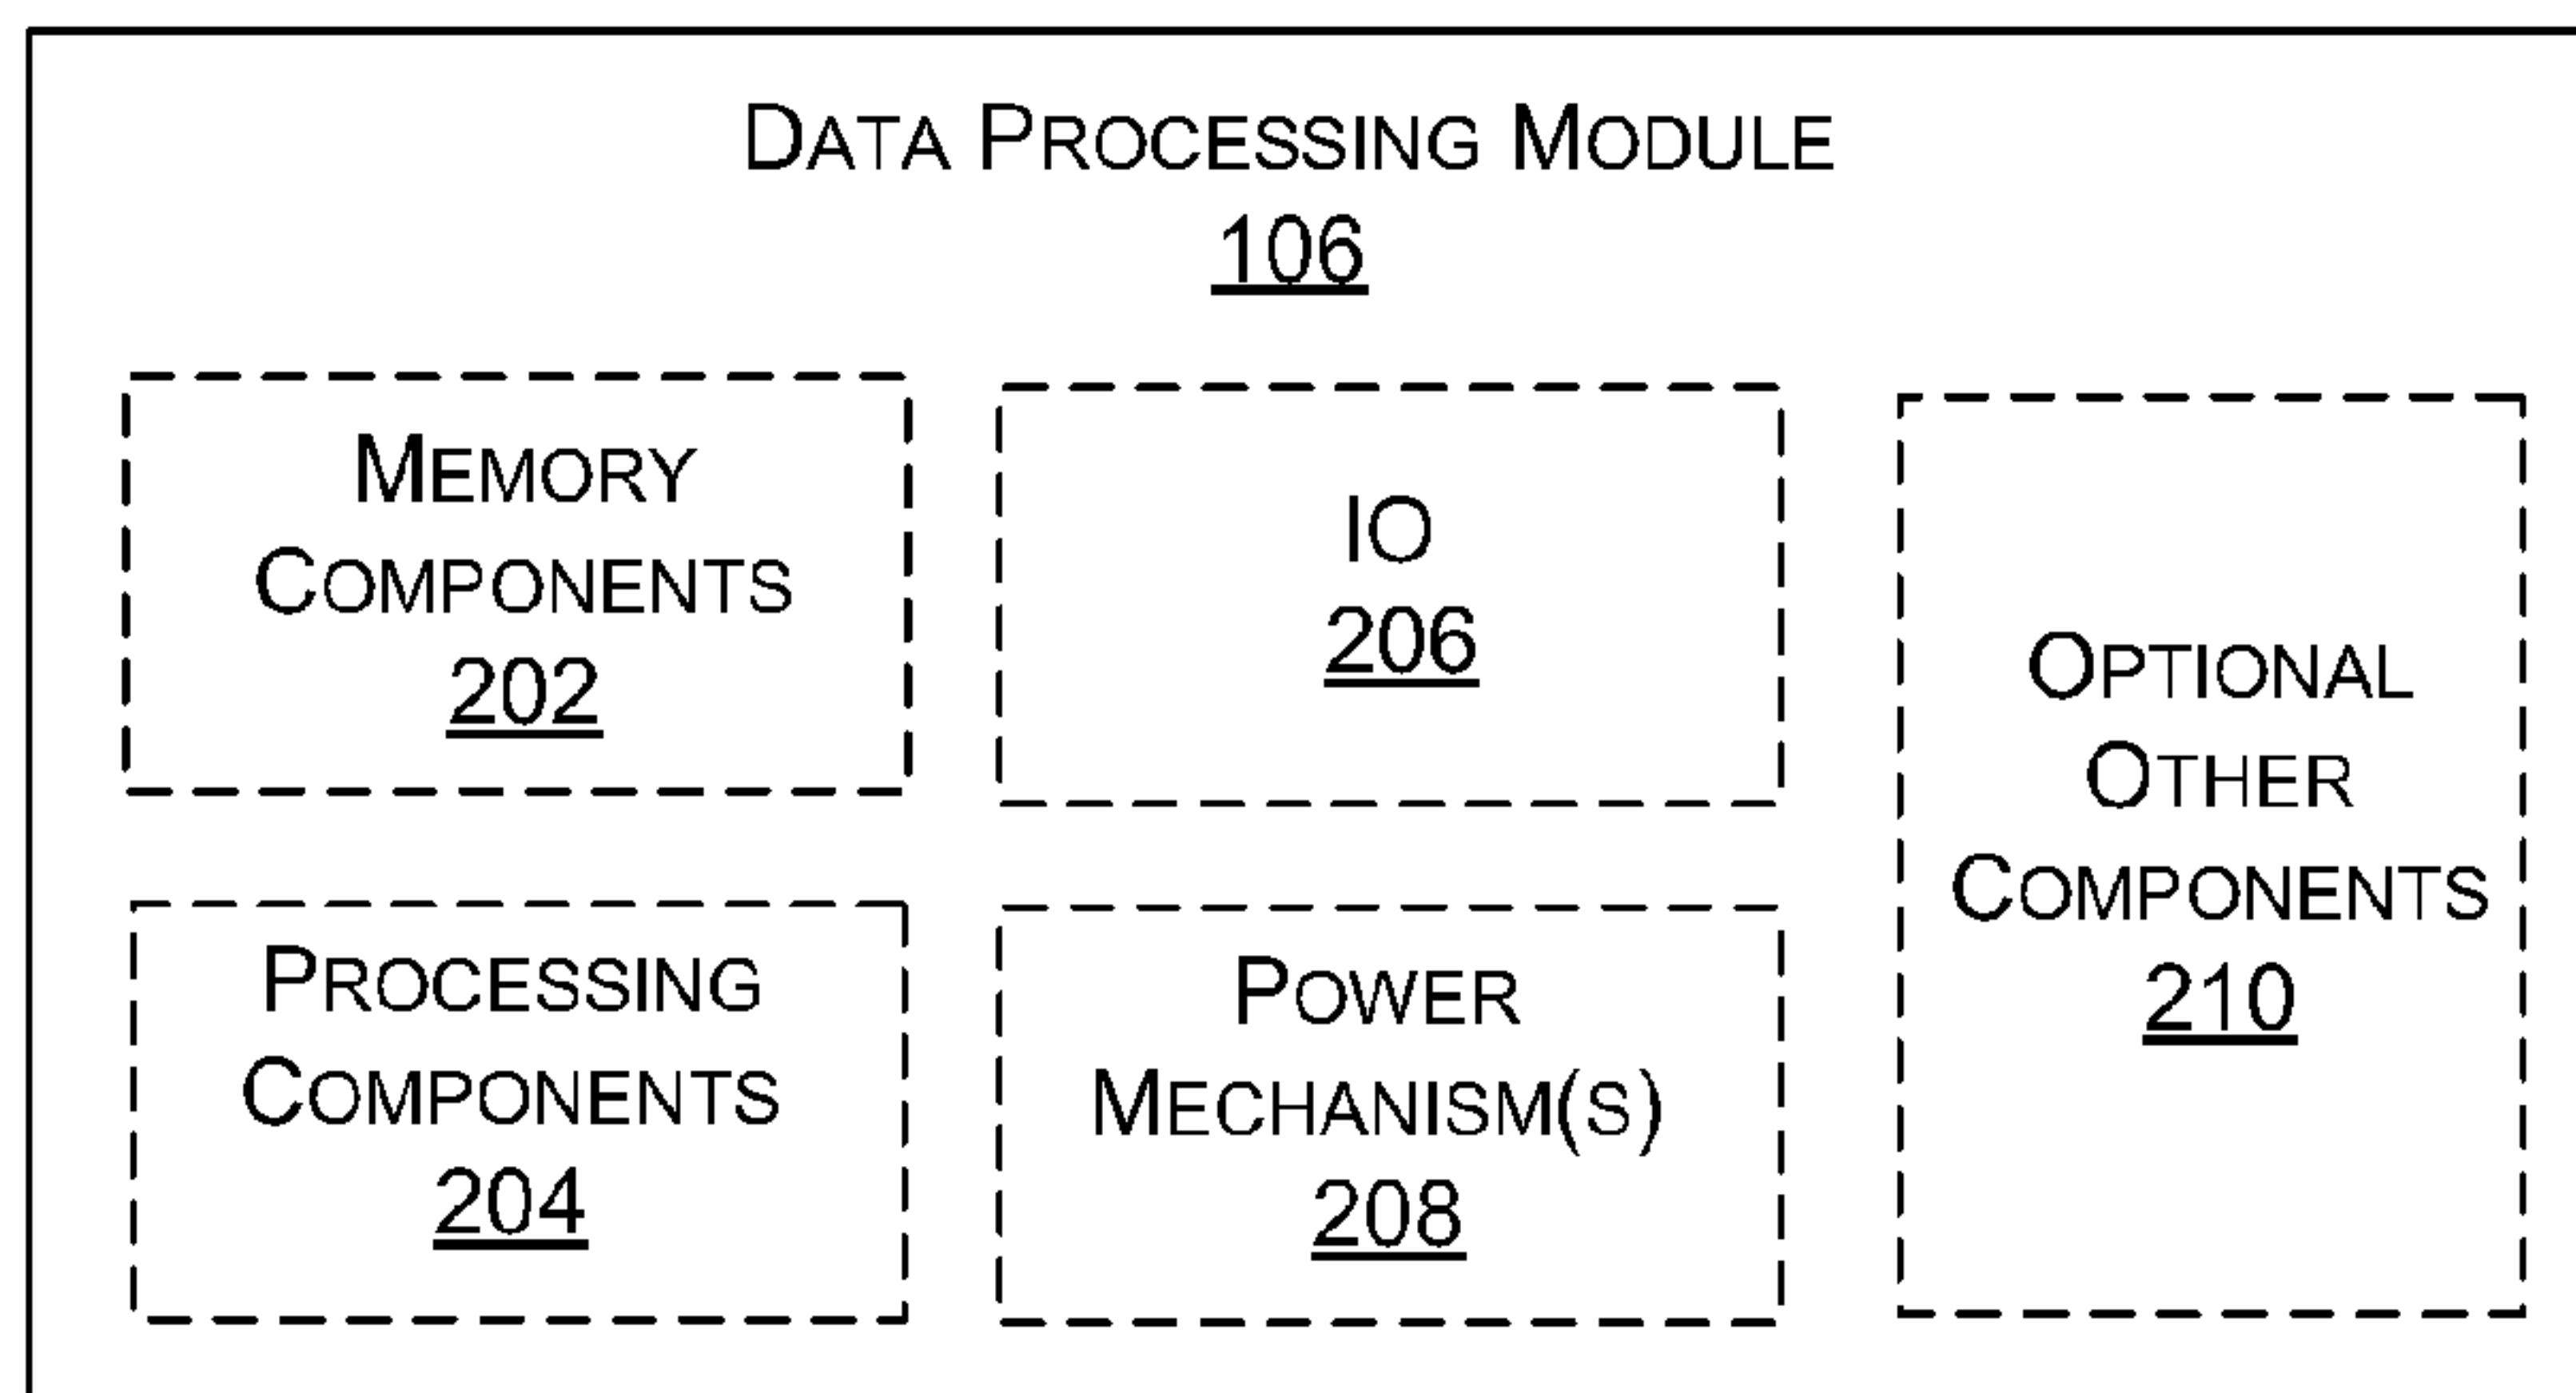 DATA PROCESSING MODULE
106
MEMORY
COMPONENTS
202
IO
206
OPTIONAL
OTHER
COMPONENTS
210
PROCESSING
COMPONENTS
204
POWER
MECHANISM(S)
208